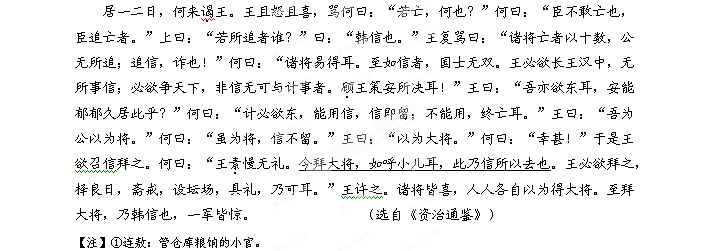 居一二日，何来谒王。王且怒且喜，骂何曰：“若亡，何也？”何曰：“臣不敢亡也，
臣追亡者。”上曰：“若所追者谁？”曰：“韩信也。”王复骂曰：“诸将亡者以十数，公
无所追；追信，诈也！”何曰：“诸将易得耳。至如信者，国士无双。王必欲长王汉中，无
所事信；必欲争天下，非信无可与计事者。顾王策安所决耳！”王曰：“吾亦欲东耳，安能
郁郁久居此乎？”何曰：“计必欲东，能用信，信即留；不能用，终亡耳。”王曰：“吾为
公以为将。”何曰：“虽为将，信不留。”王曰：“以为大将。”何曰：“幸甚！”于是王
欲召信拜之。何曰：“王素慢无礼。今拜大将，如呼小儿耳，此乃信所以去也。王必欲拜之，
择良日，斋戒，设坛场，具礼，乃可耳。”王许之。诸将皆喜，人人各自以为得大将。至拜
大将，乃韩信也，一军皆惊。（选自《资治通鉴》）
【注】①连敖：管仓库粮饷的小官。